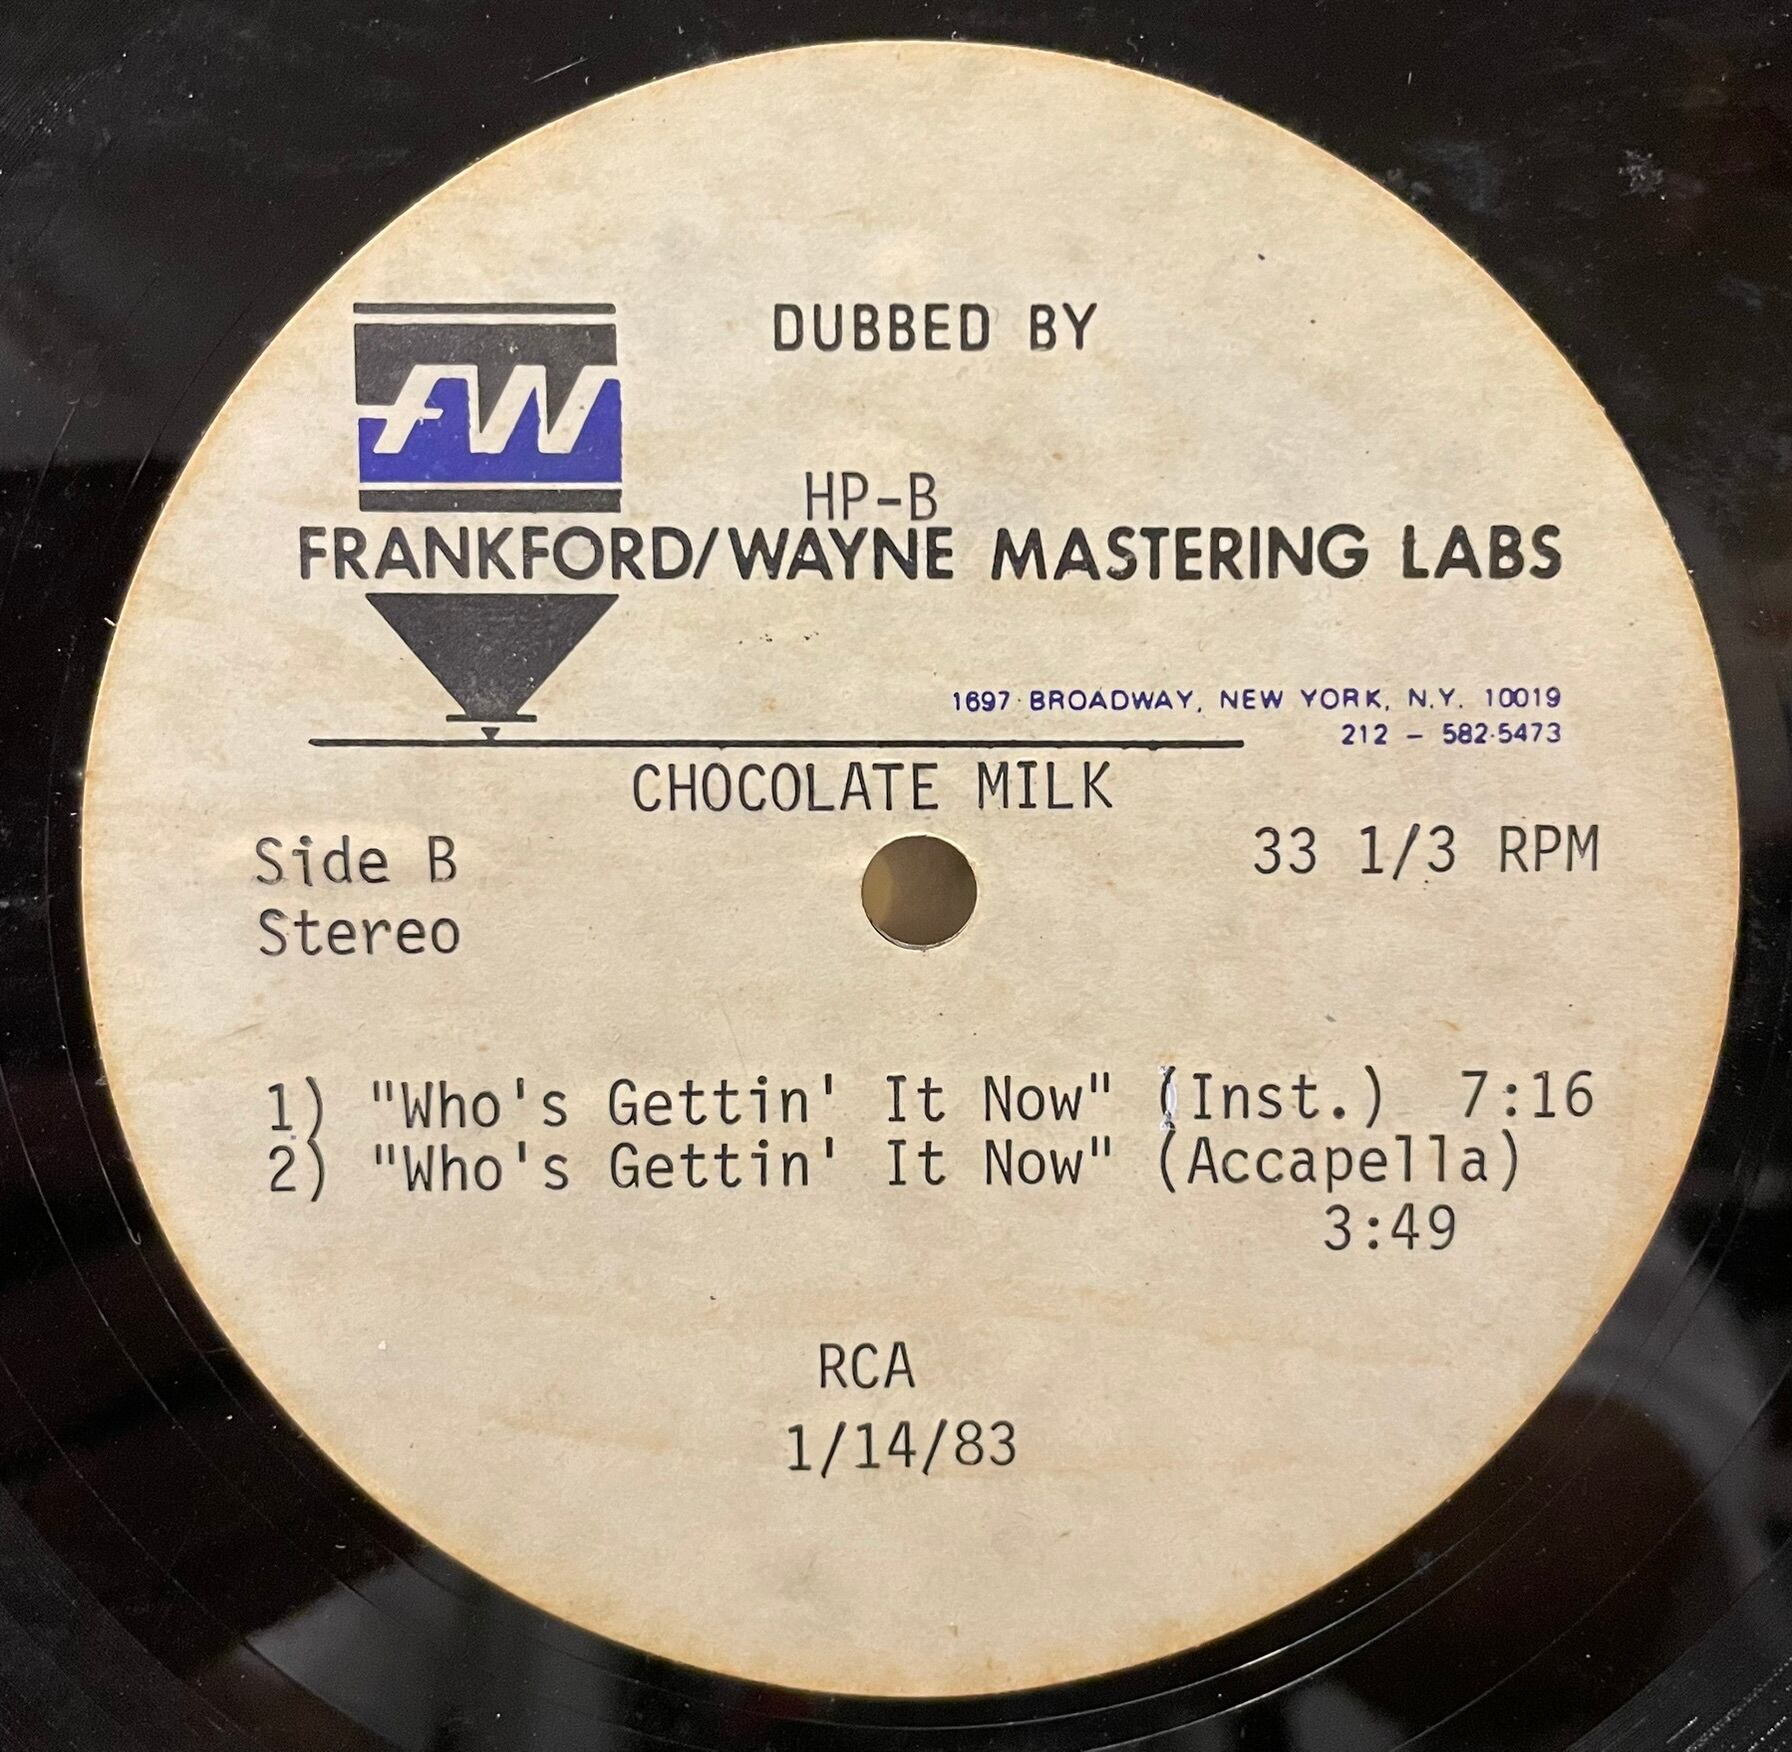 DUBBED BY
fW
HP-B
FRANKFORD/WAYNE MASTERING LABS
1697 BROADWAY, NEW YORK, N.Y. 10019
212 - 582-5473
CHOCOLATE MILK
Side B 33 1/3 RPM
Stereo
1) "Who's Gettin' It Now" (Inst.) 7:16
2) "Who's Gettin' It Now" (Accapella)
3:49
RCA
1/14/83